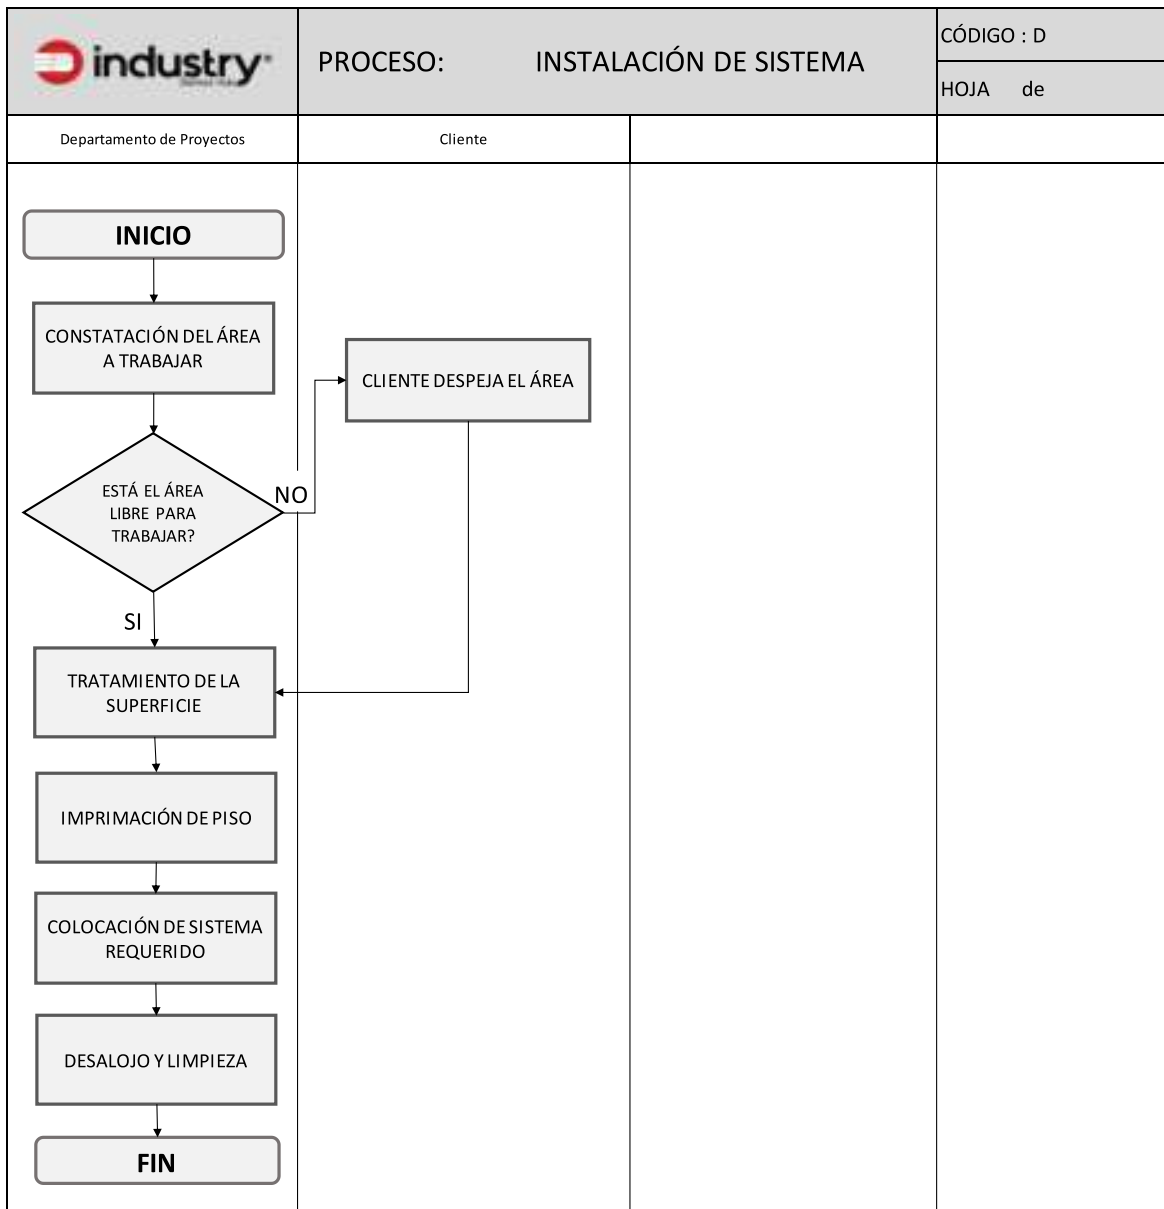 industry
PROCESO: INSTALACIÓN DE SISTEMA
CÓDIGO : D
HOJA de
Departamento de Proyectos
Cliente
INICIO
CONSTATACIÓN DEL ÁREA
A TRABAJAR
CLIENTE DESPEJA EL ÁREA
ESTÁ EL ÁREA
LIBRE PARA
TRABAJAR?
NO
SI
TRATAMIENTO DE LA
SUPERFICIE
IMPRIMACIÓN DE PISO
COLOCACIÓN DE SISTEMA
REQUERIDO
DESALOJO Y LIMPIEZA
FIN